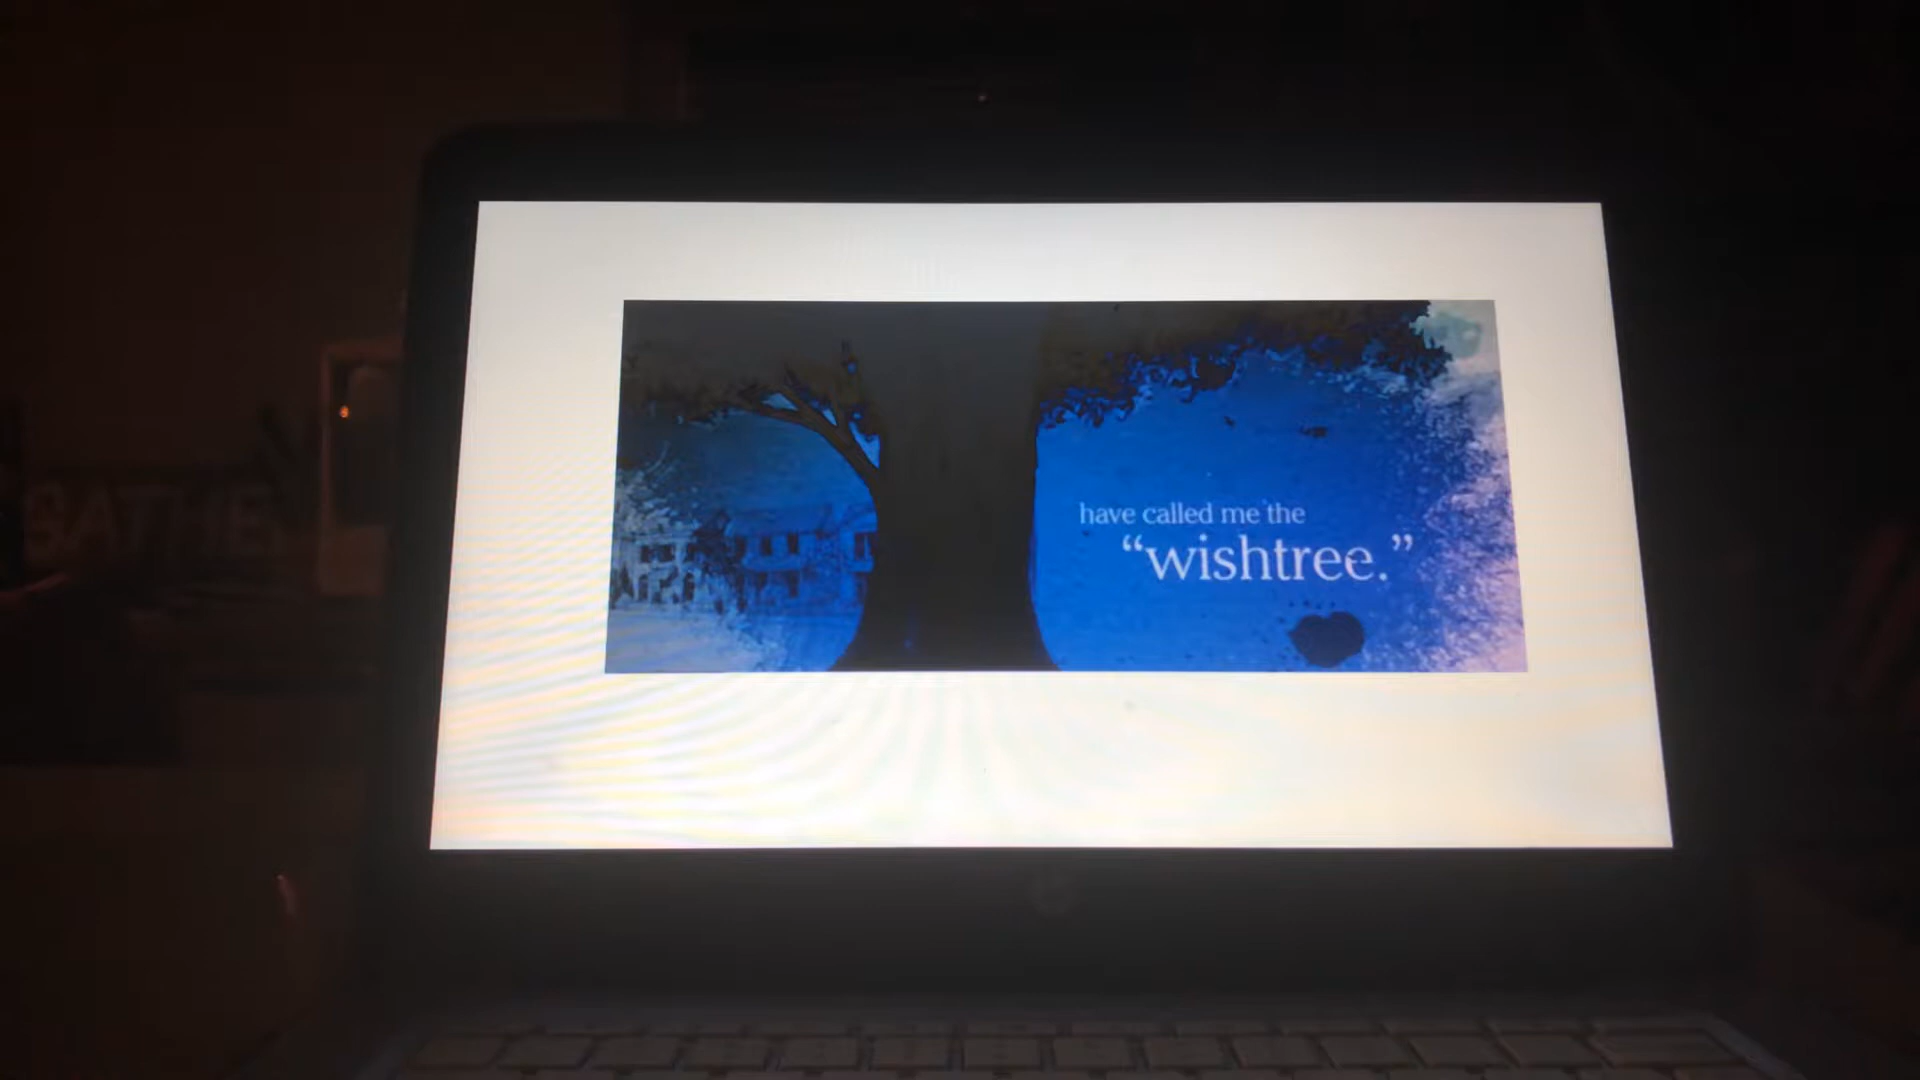 have called me the
“wishtree.”